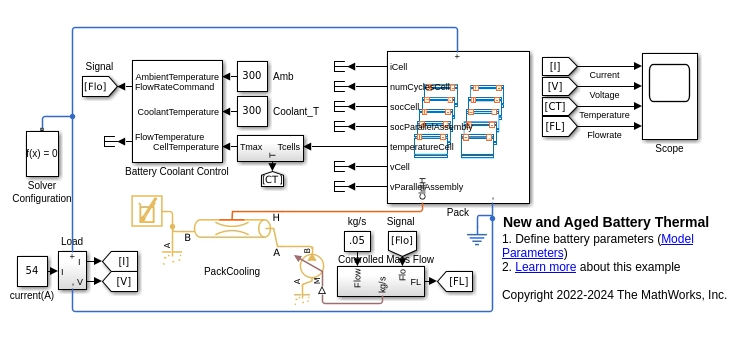 Signal
[Flo]
AmbientTemperature
FlowRateCommand
CoolantTemperature
FlowTemperature
CellTemperature
Battery Coolant Control
300
Amb
300
Coolant_T
Tmax
Tcells
T
[CT]
iCell
numCyclesCell
socCell
socParallelAssembly
temperatureCell
vCell
vParallelAssembly
+
-
ClntH
Pack
[I]
Current
[V]
Voltage
[CT]
Temperature
[FL]
Flowrate
Scope
f(x) = 0
Solver
Configuration
Load
54
current(A)
I
+
I
V
-
[I]
[V]
A
B
H
A
PackCooling
B
A
M
kg/s
.05
Signal
[Flo]
Controlled Mass Flow
Flow
Flo
kg/s
FL
[FL]
New and Aged Battery Thermal
1. Define battery parameters (Model
Parameters)
2. Learn more about this example
Copyright 2022-2024 The MathWorks, Inc.